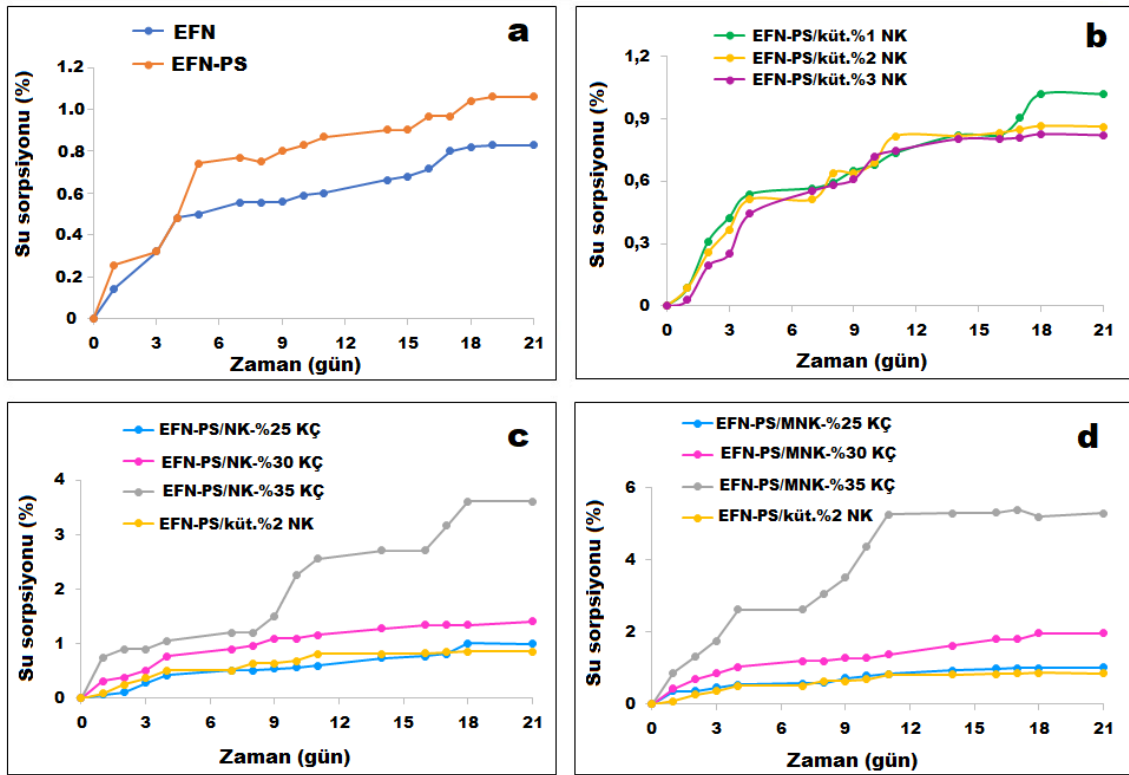 a
EFN
EFN-PS
Su sorpsiyonu (%)
1.2
1.0
0.8
0.6
0.4
0.2
0
0 3 6 9 12 15 18 21
Zaman (gün)
b
EFN-PS/küt.%1 NK
EFN-PS/küt.%2 NK
EFN-PS/küt.%3 NK
Su sorpsiyonu (%)
1,2
0,9
0,6
0,3
0
0 3 6 9 12 15 18 21
Zaman (gün)
c
EFN-PS/NK-%25 KÇ
EFN-PS/NK-%30 KÇ
EFN-PS/NK-%35 KÇ
EFN-PS/küt.%2 NK
Su sorpsiyonu (%)
4
3
2
1
0
0 3 6 9 12 15 18 21
Zaman (gün)
d
EFN-PS/MNK-%25 KÇ
EFN-PS/MNK-%30 KÇ
EFN-PS/MNK-%35 KÇ
EFN-PS/küt.%2 NK
Su sorpsiyonu (%)
6
4
2
0
0 3 6 9 12 15 18 21
Zaman (gün)